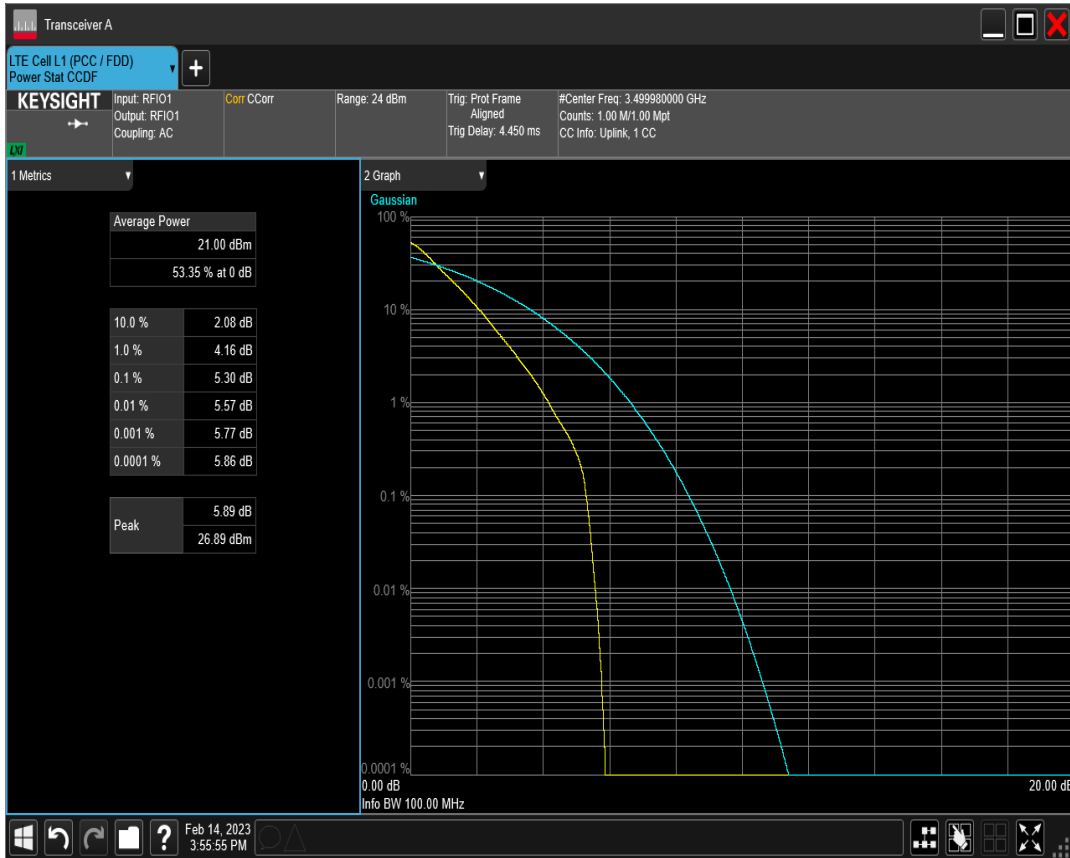 Transceiver A
LTE Cell L1 (PCC / FDD)
Power Stat CCDF
KEYSIGHT
LXI
Input: RFIO1
Output: RFIO1
Coupling: AC
Corr CCorr
Range: 24 dBm
Trig: Prot Frame
Aligned
Trig Delay: 4.450 ms
#Center Freq: 3.499980000 GHz
Counts: 1.00 M/1.00 Mpt
CC Info: Uplink, 1 CC
1 Metrics
Average Power
21.00 dBm
53.35 % at 0 dB
10.0 % 2.08 dB
1.0 % 4.16 dB
0.1 % 5.30 dB
0.01 % 5.57 dB
0.001 % 5.77 dB
0.0001 % 5.86 dB
Peak
5.89 dB
26.89 dBm
2 Graph
Gaussian
100 %
10 %
1 %
0.1 %
0.01 %
0.001 %
0.0001 %
0.00 dB 20.00 dB
Info BW 100.00 MHz
? Feb 14, 2023
3:55:55 PM